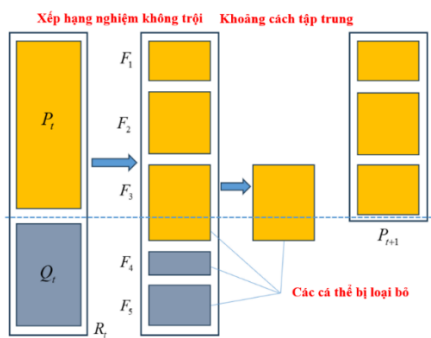 Xếp hạng nghiệm không trội
Khoảng cách tập trung
F₁
Pₜ
F₂
F₃
Pₜ₊₁
Qₜ
F₄
Các cá thể bị loại bỏ
F₅
Rₜ